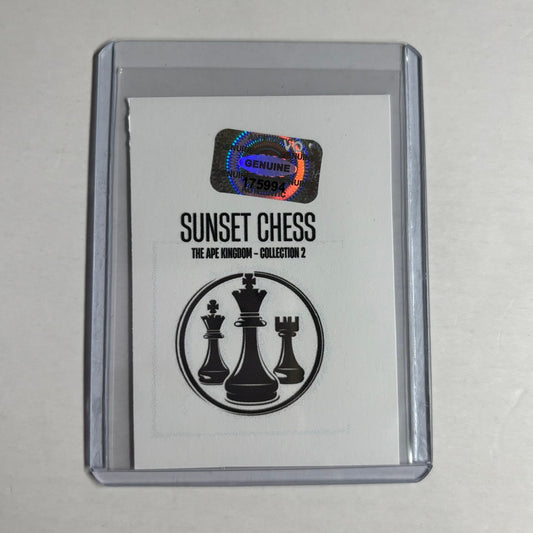 GENUINE
175994
SUNSET CHESS
THE APE KINGDOM - COLLECTION 2